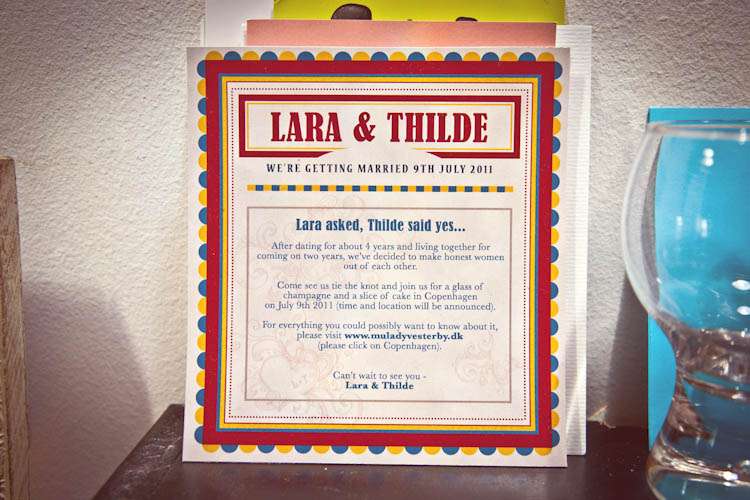 LARA & THILDE
WE'RE GETTING MARRIED 9TH JULY 2011
Lara asked, Thilde said yes...
After dating for about 4 years and living together for
coming on two years, we've decided to make honest women
out of each other.
Come see us tie the knot and join us for a glass of
champagne and a slice of cake in Copenhagen
on July 9th 2011 (time and location will be announced).
For everything you could possibly want to know about it,
please visit www.muladyvesterby.dk
(please click on Copenhagen).
Can't wait to see you -
Lara & Thilde